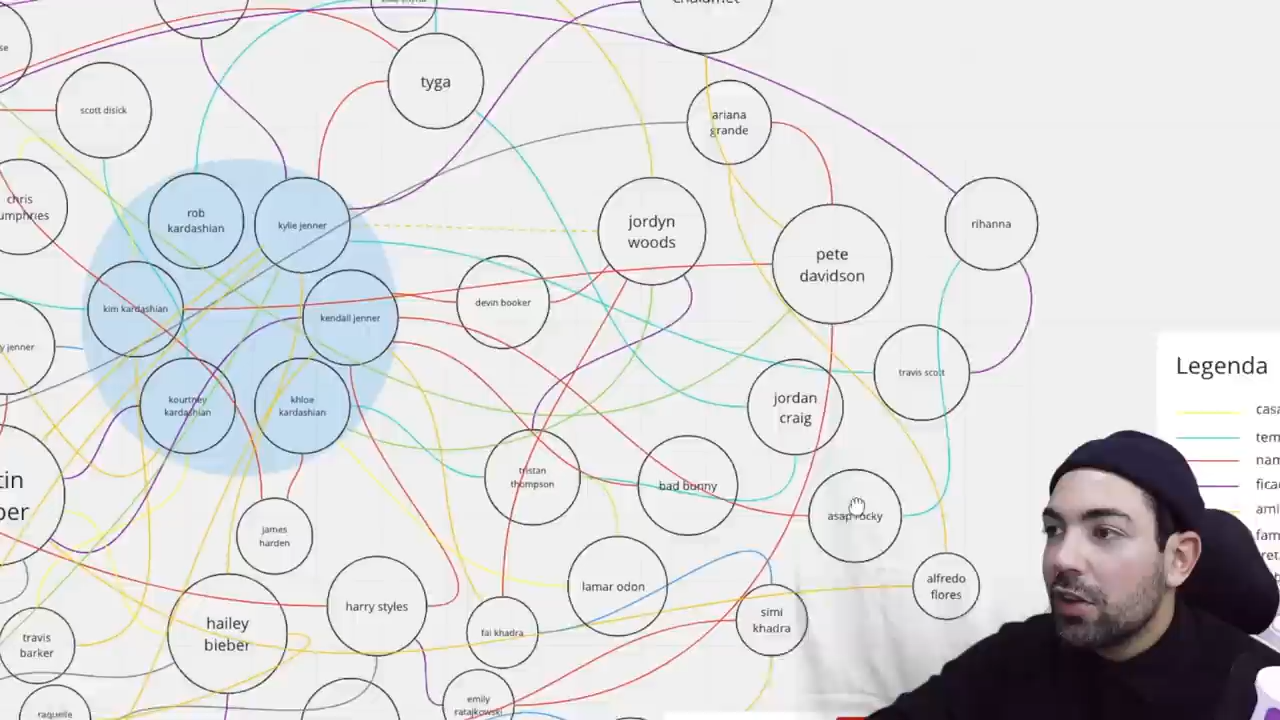 chalamet
se
tyga
scott disick
ariana
grande
chris
umphries
rob
kardashian
kylie jenner
jordyn
woods
rihanna
pete
davidson
kim kardashian
kendall jenner
devin booker
y jenner
travis scott
Legenda
kourtney
kardashian
khloe
kardashian
jordan
craig
casa
tem
nam
fica
ami
fam
tin
ber
tristan
thompson
bad bunny
asap rocky
james
harden
lamar odon
alfredo
flores
harry styles
simi
khadra
hailey
bieber
fai khadra
travis
barker
emily
ratajkowski
raquelle